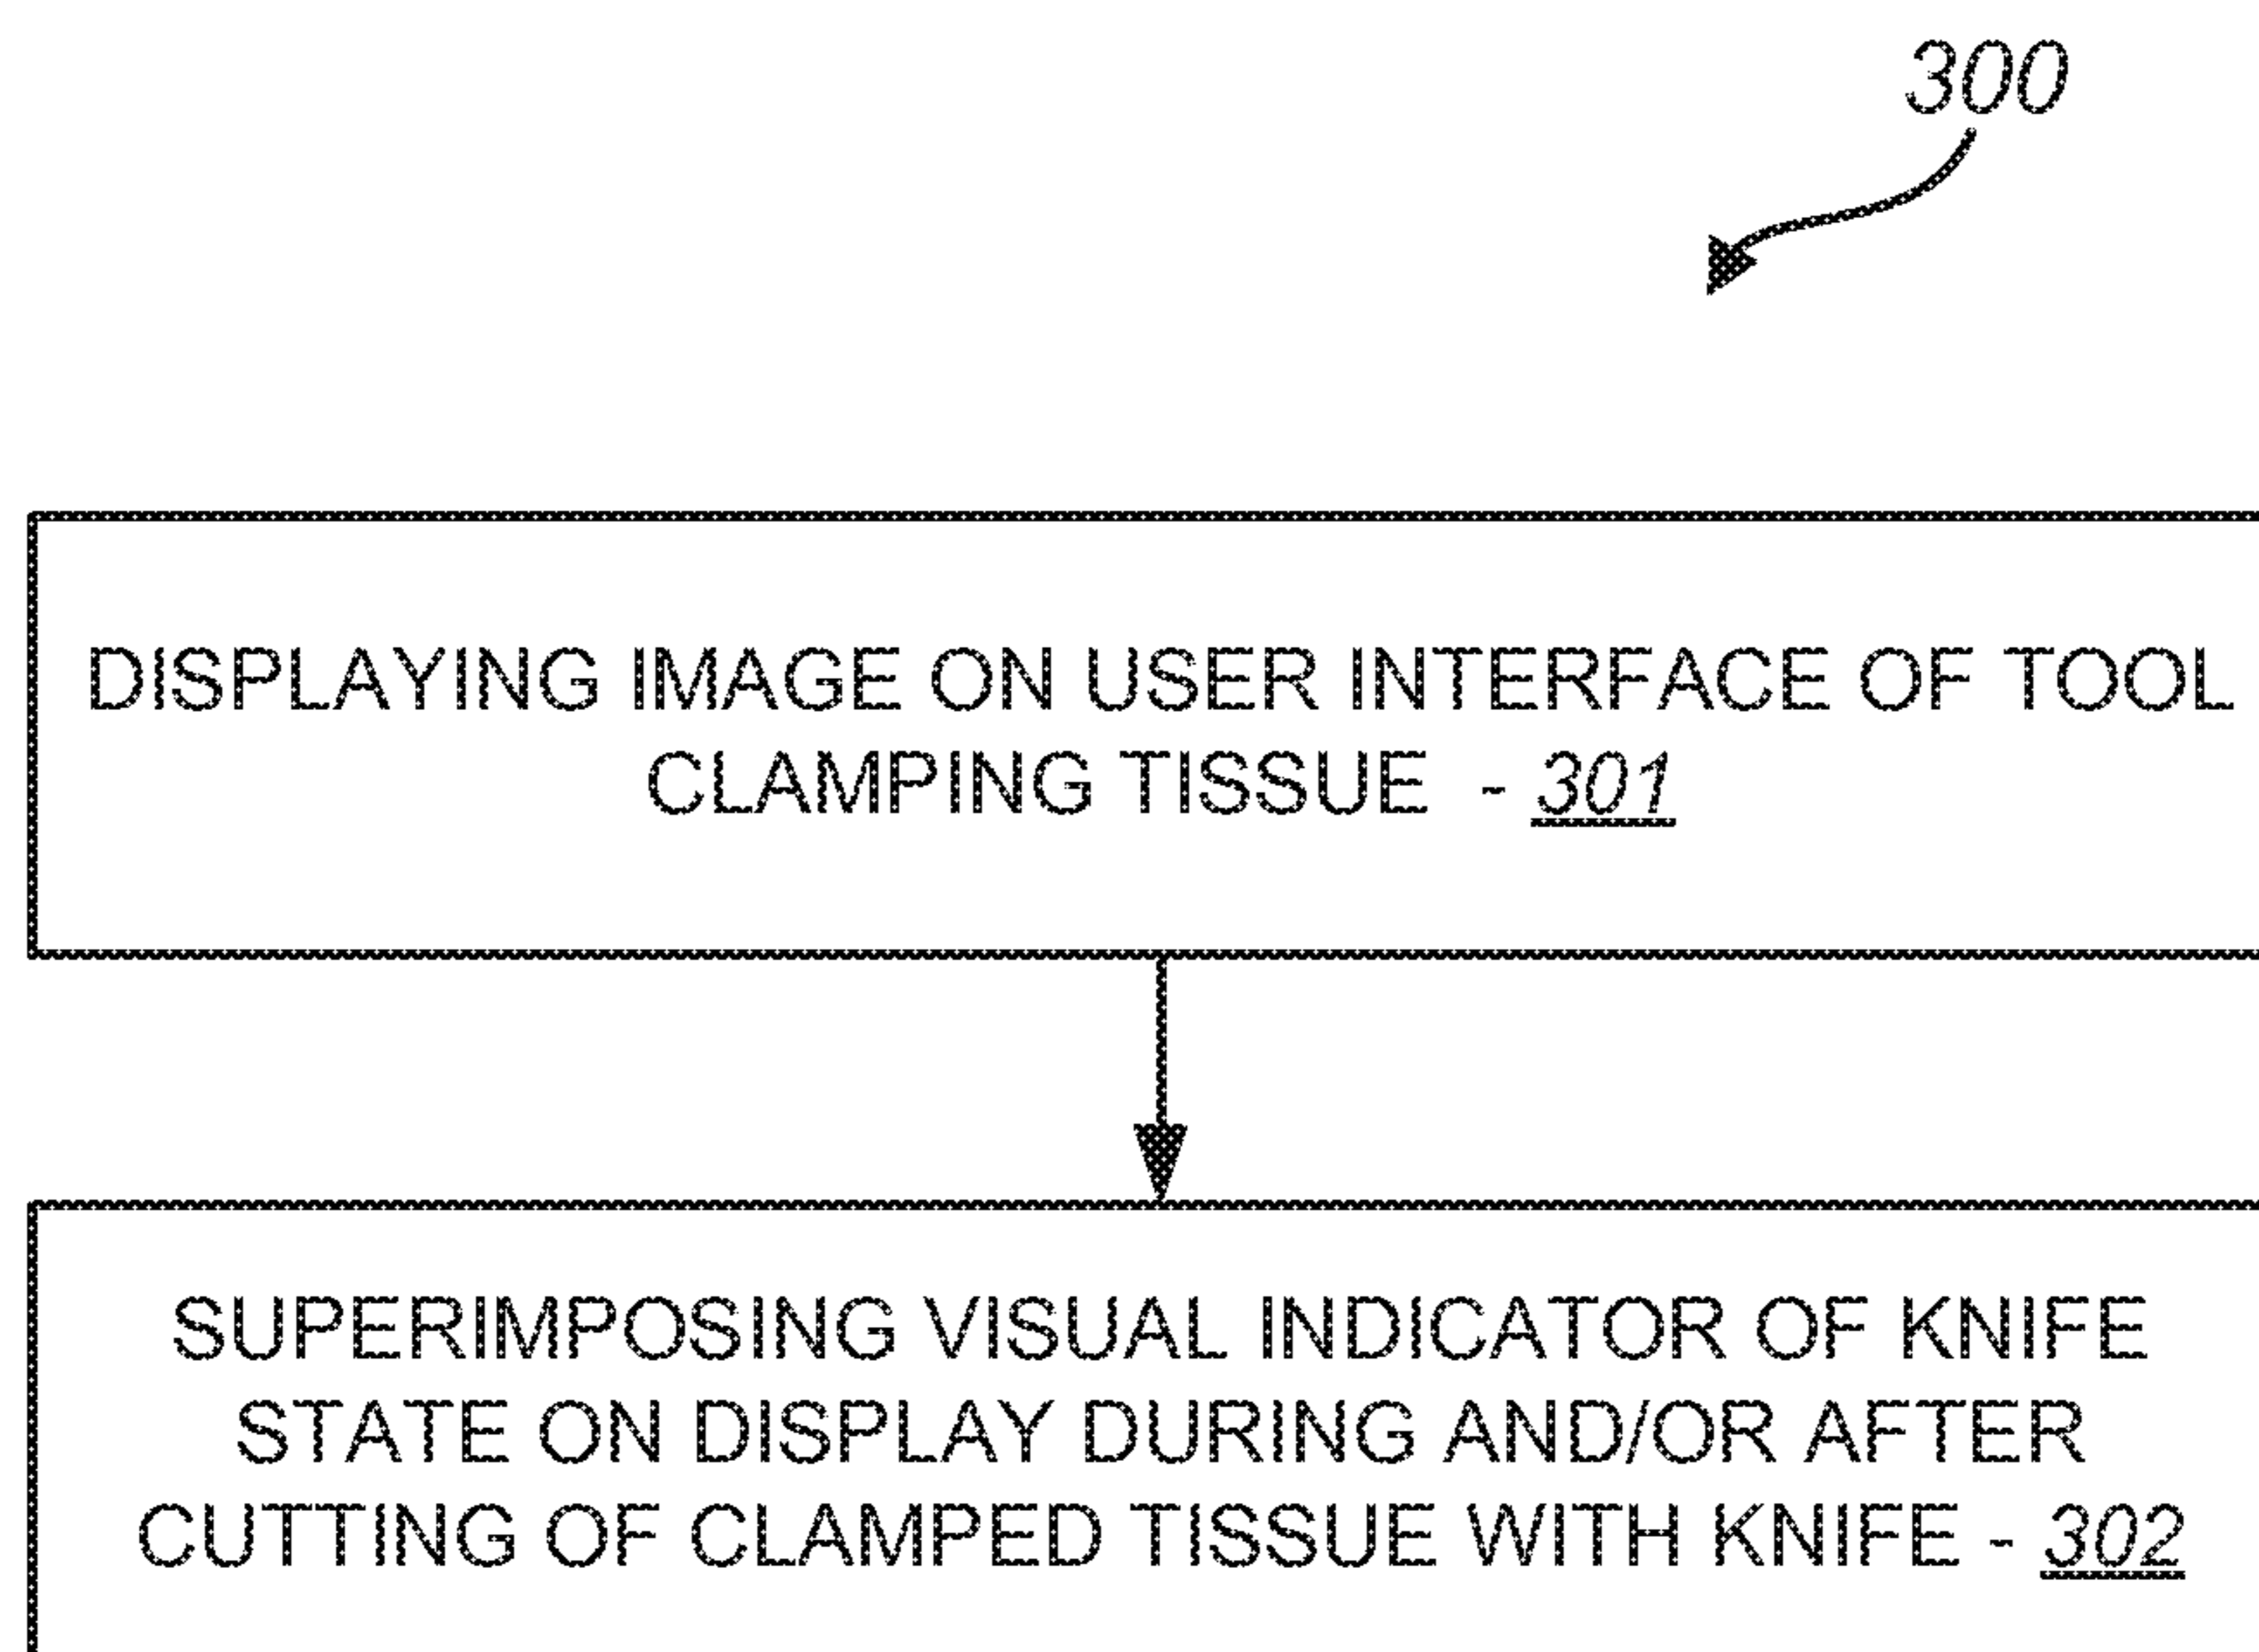 300
DISPLAYING IMAGE ON USER INTERFACE OF TOOL
CLAMPING TISSUE - 301
SUPERIMPOSING VISUAL INDICATOR OF KNIFE
STATE ON DISPLAY DURING AND/OR AFTER
CUTTING OF CLAMPED TISSUE WITH KNIFE - 302